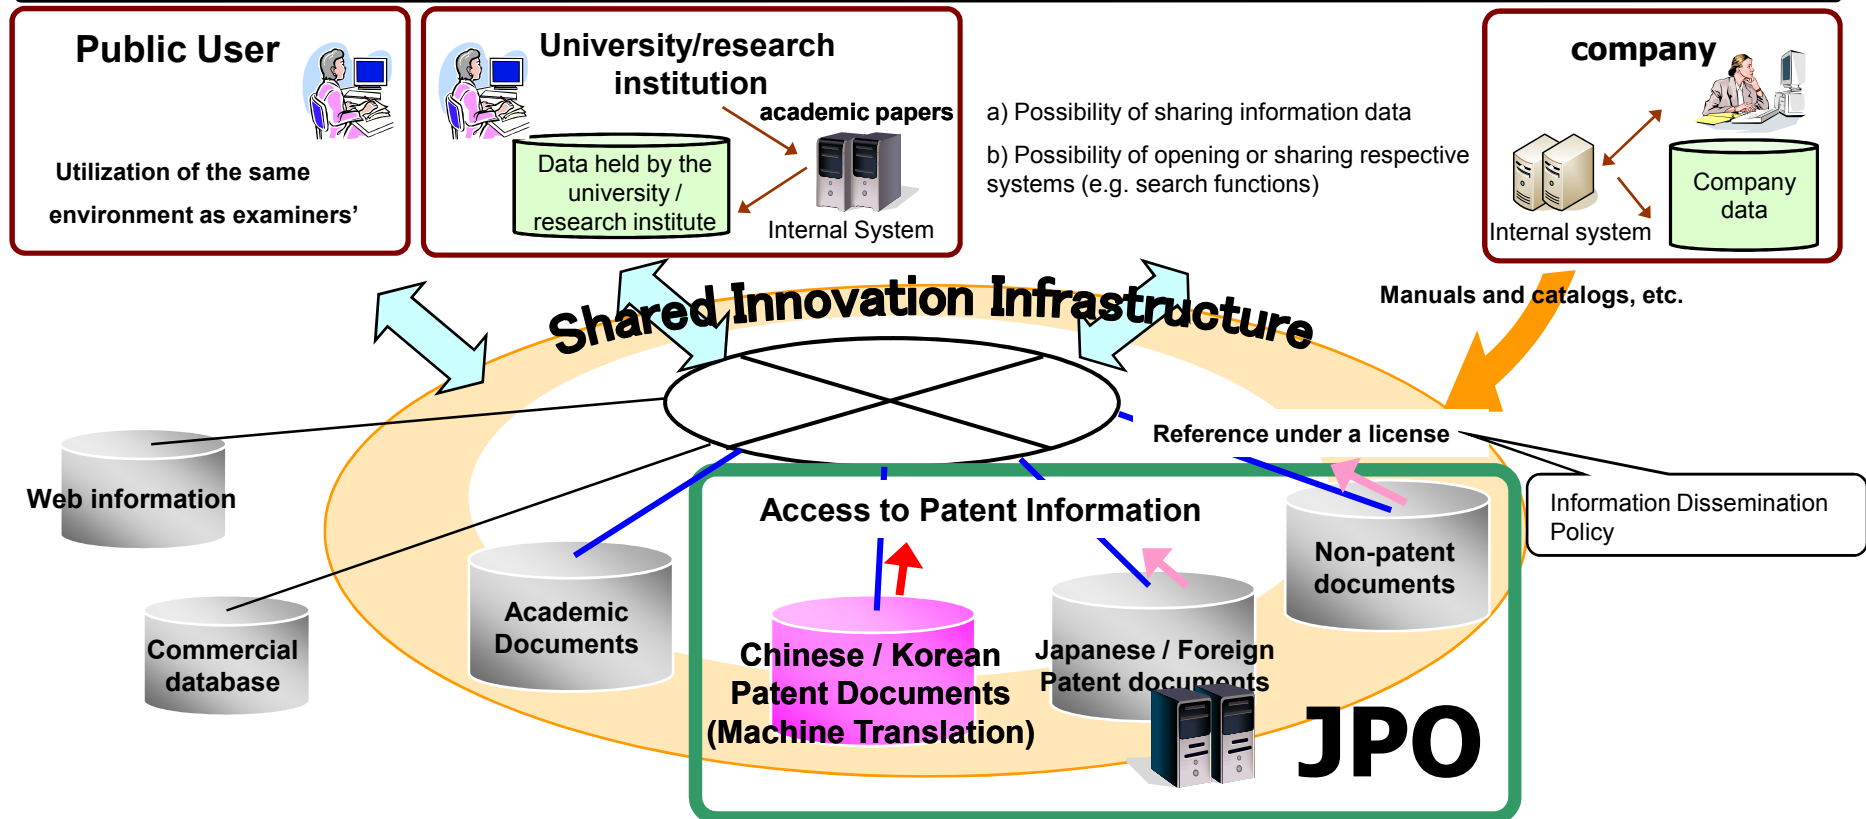 Public User
Utilization of the same
environment as examiners’
University/research
institution
academic papers
Data held by the
university /
research institute
Internal System
a) Possibility of sharing information data
b) Possibility of opening or sharing respective
systems (e.g. search functions)
company
Internal system
Company
data
Manuals and catalogs, etc.
Shared Innovation Infrastructure
Reference under a license
Information Dissemination
Policy
Web information
Commercial
database
Academic
Documents
Access to Patent Information
Chinese / Korean
Patent Documents
(Machine Translation)
Japanese / Foreign
Patent documents
Non-patent
documents
JPO